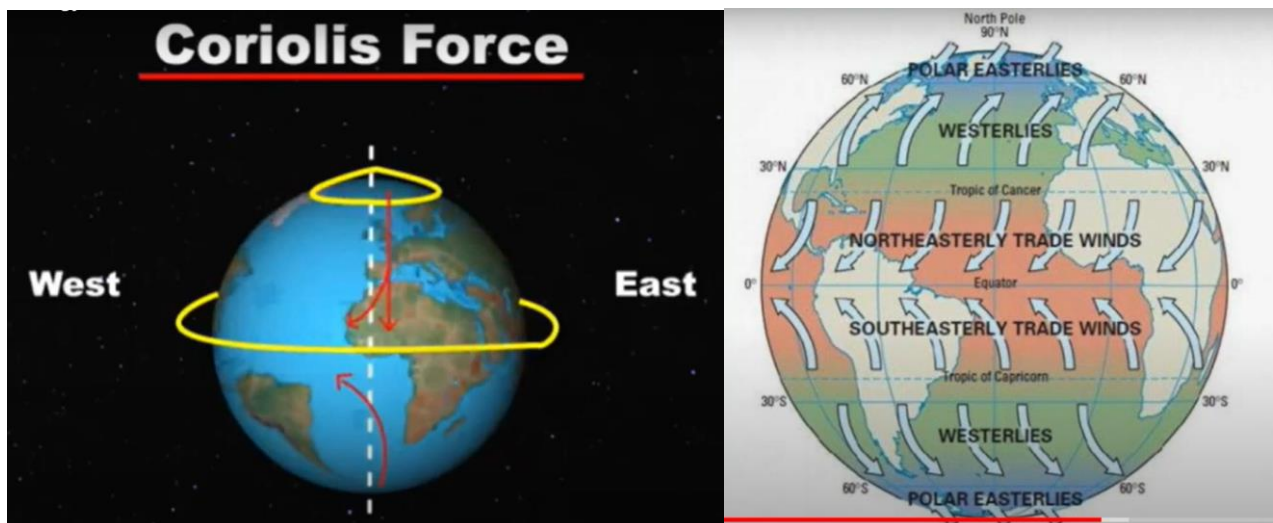 Coriolis Force
West
East
North Pole
90°N
POLAR EASTERLIES
60°N
60°N
WESTERLIES
30°N
30°N
Tropic of Cancer
NORTHEASTERLY TRADE WINDS
0°
Equator
0°
SOUTHEASTERLY TRADE WINDS
Tropic of Capricorn
30°S
30°S
WESTERLIES
60°S
60°S
POLAR EASTERLIES